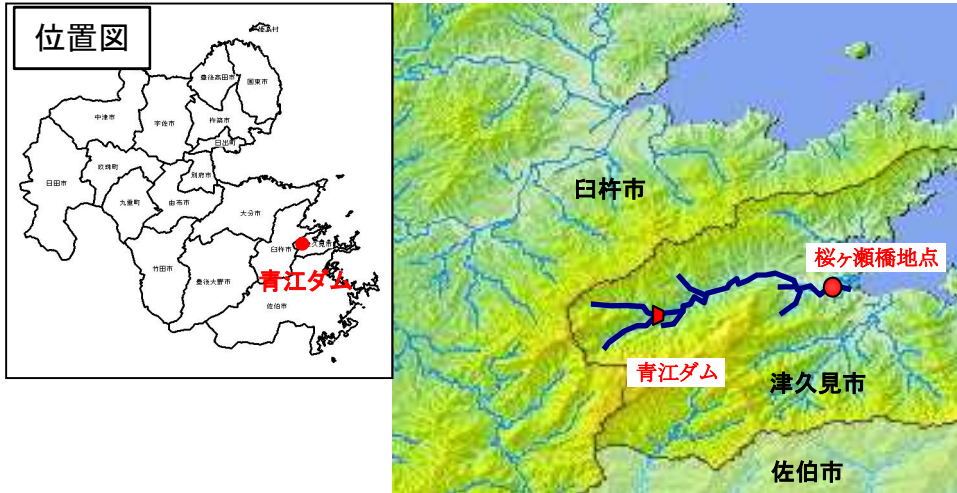 位置図
姫島村
豊後高田市
国東市
中津市
宇佐市
杵築市
日出町
日田市
玖珠町
別府市
九重町
由布市
大分市
臼杵市
久見市
青江ダム
竹田市
豊後大野市
佐伯市
臼杵市
桜ヶ瀬橋地点
青江ダム
津久見市
佐伯市